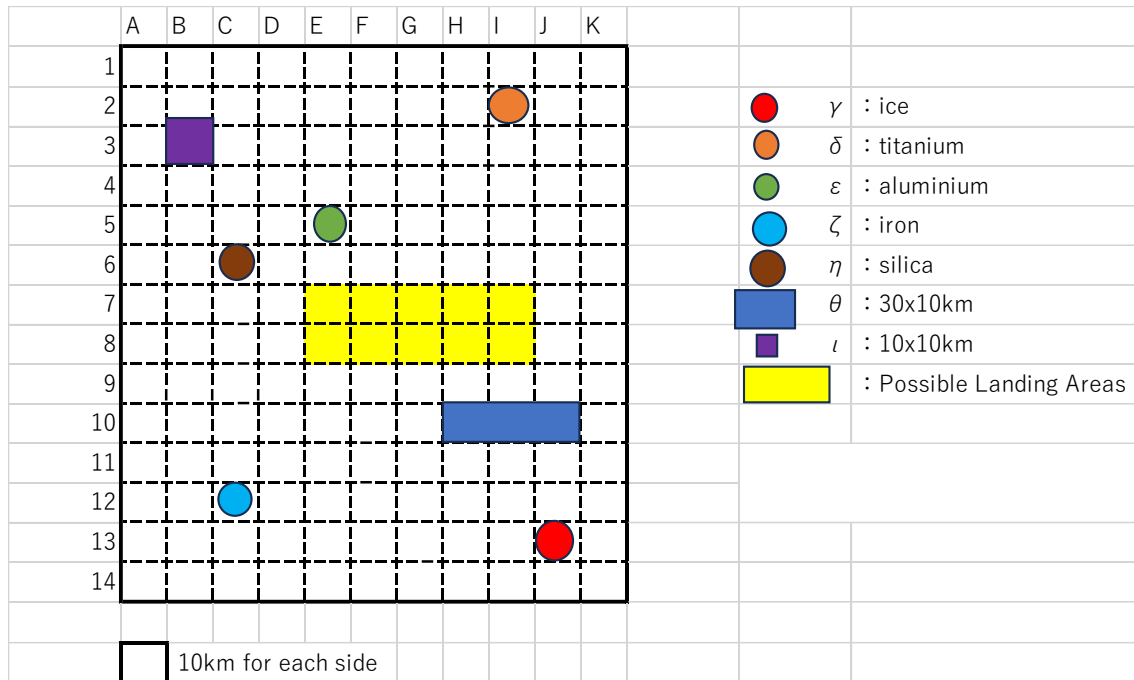 A B C D E F G H I J K
1
2
3
4
5
6
7
8
9
10
11
12
13
14
γ : ice
δ : titanium
ε : aluminium
ζ : iron
η : silica
θ : 30x10km
ι : 10x10km
: Possible Landing Areas
10km for each side